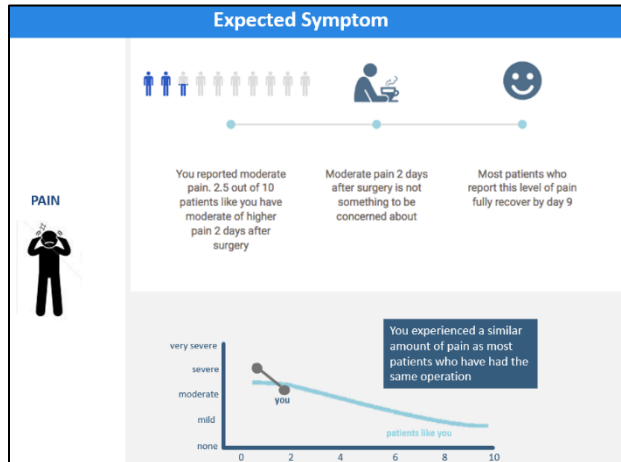 Expected Symptom
PAIN
You reported moderate
pain. 2.5 out of 10
patients like you have
moderate of higher
pain 2 days after
surgery
Moderate pain 2 days
after surgery is not
something to be
concerned about
Most patients who
report this level of pain
fully recover by day 9
You experienced a similar
amount of pain as most
patients who have had the
same operation
very severe
severe
moderate
mild
none
you
patients like you
0 2 4 6 8 10